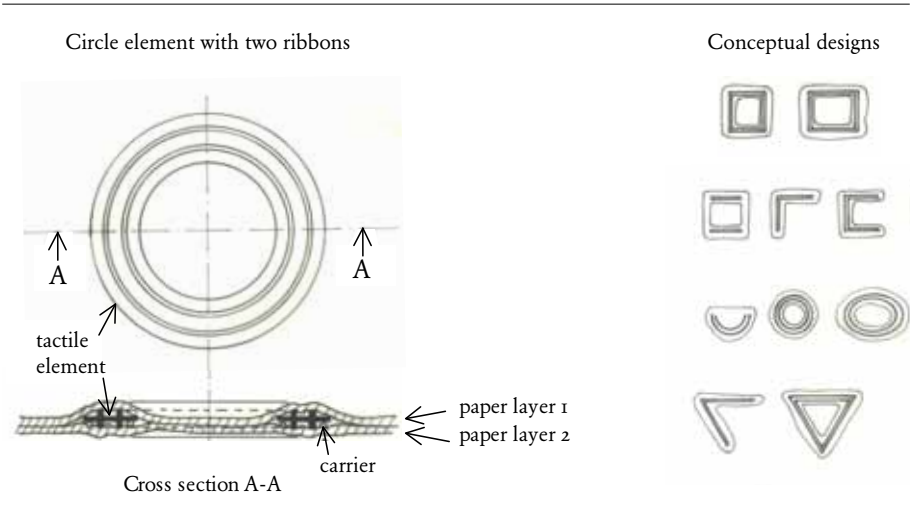 Circle element with two ribbons
Conceptual designs
A
A
tactile
element
paper layer 1
paper layer 2
carrier
Cross section A-A